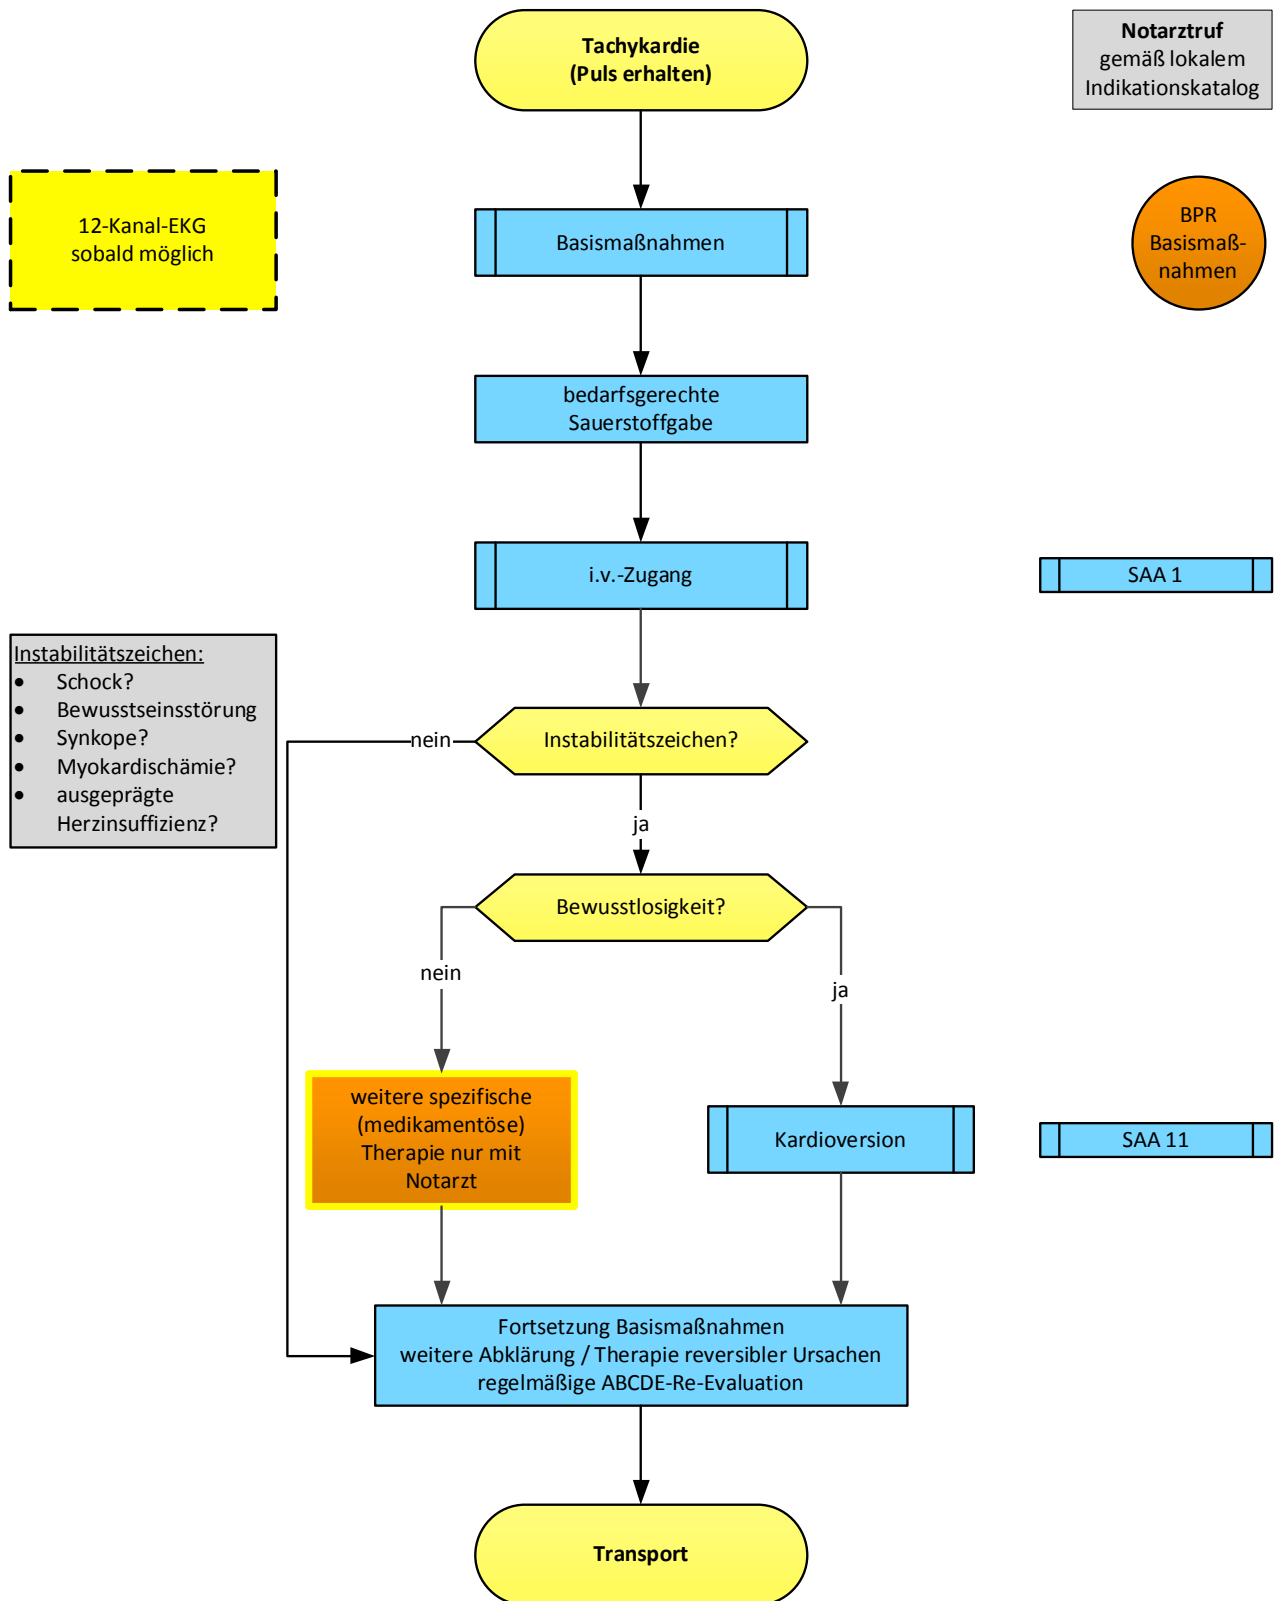 Tachykardie
(Puls erhalten)
Notarztruf
gemäß lokalem
Indikationskatalog
12-Kanal-EKG
sobald möglich
Basismaßnahmen
BPR
Basismaß-
nahmen
bedarfsgerechte
Sauerstoffgabe
i.v.-Zugang
SAA 1
Instabilitätszeichen:
• Schock?
• Bewusstseinsstörung
• Synkope?
• Myokardischämie?
• ausgeprägte
Herzinsuffizienz?
nein
Instabilitätszeichen?
ja
Bewusstlosigkeit?
nein
ja
weitere spezifische
(medikamentöse)
Therapie nur mit
Notarzt
Kardioversion
SAA 11
Fortsetzung Basismaßnahmen
weitere Abklärung / Therapie reversibler Ursachen
regelmäßige ABCDE-Re-Evaluation
Transport